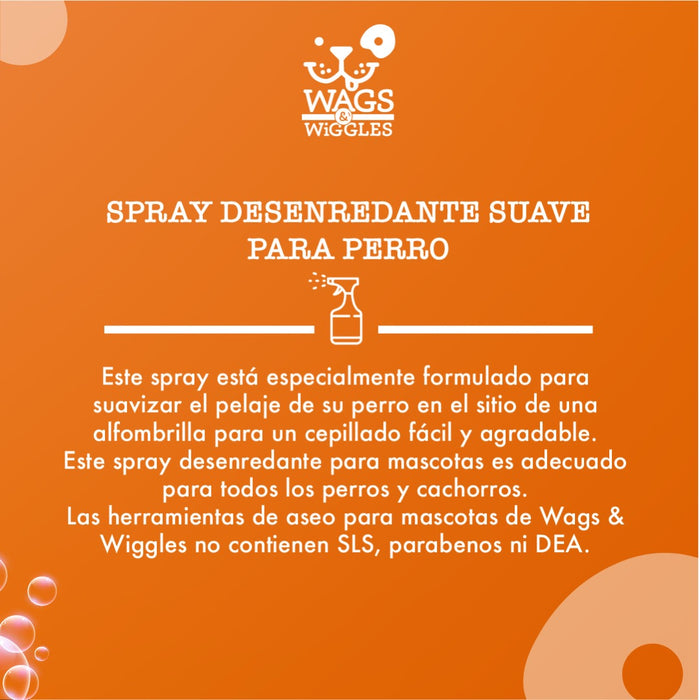 WAGS
&
WiGGLES
SPRAY DESENREDANTE SUAVE
PARA PERRO
Este spray está especialmente formulado para
suavizar el pelaje de su perro en el sitio de una
alfombrilla para un cepillado fácil y agradable.
Este spray desenredante para mascotas es adecuado
para todos los perros y cachorros.
Las herramientas de aseo para mascotas de Wags &
Wiggles no contienen SLS, parabenos ni DEA.